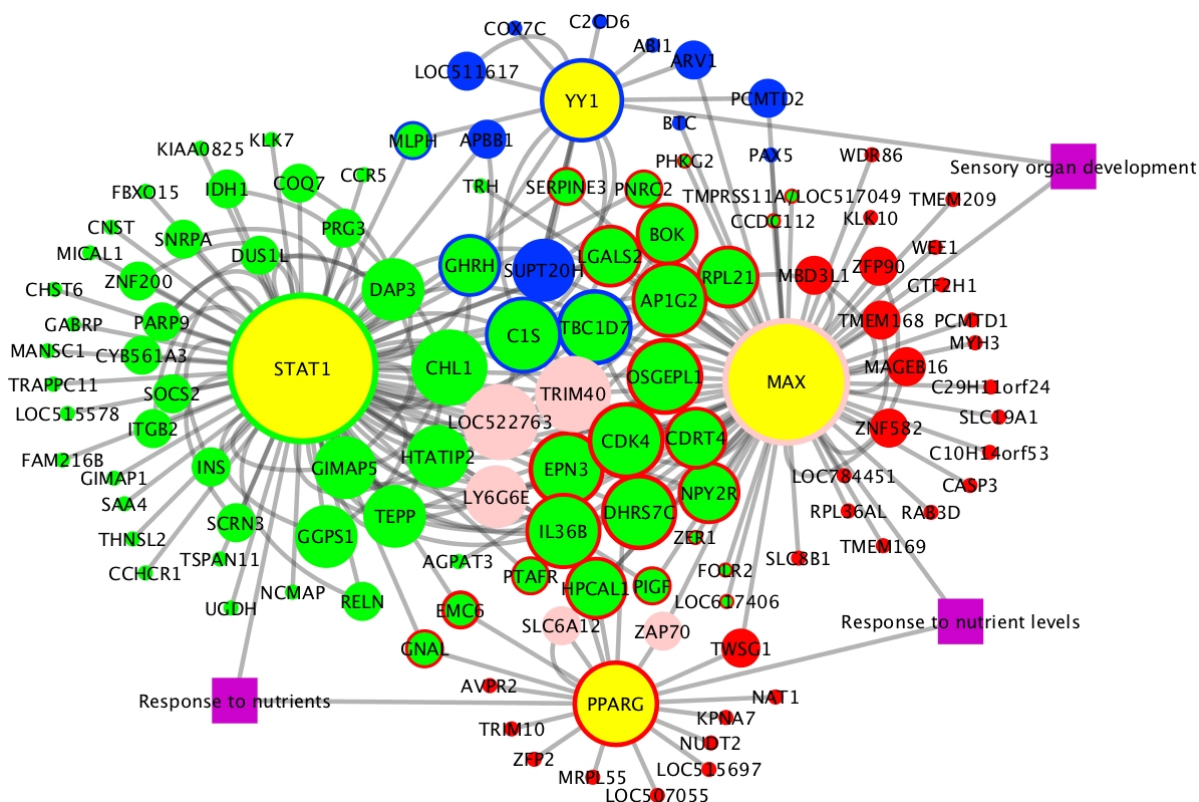 C2CD6
COX7C
ABI1
ARV1
LOC511617
YY1
PCMTD2
BTC
KLK7
MLPH
APBB1
KIAA0825
PHKG2
PAX5
WDR86
Sensory organ development
CCR5
FBXO15
IDH1
COQ7
TRH
SERPINE3
PNRC2
TMPRSS11A
LOC517049
TMEM209
CCDC112
KLK10
CNST
PRG3
BOK
SNRPA
WEE1
MICAL1
DUS1L
LGALS2
ZFP90
GHRH
SUPT20H
RPL21
MBD3L1
ZNF200
GTF2H1
CHST6
DAP3
AP1G2
GABRP
PARP9
TMEM168
PCMTD1
TBC1D7
C1S
MYH3
MANSC1
CYB561A3
STAT1
CHL1
MAGEB16
OSGEPL1
MAX
TRAPPC11
SOCS2
TRIM40
C29H11orf24
LOC515578
LOC522763
SLC19A1
ITGB2
ZNF582
CDK4
CDRT4
FAM216B
HTATIP2
C10H14orf53
INS
GIMAP5
EPN3
GIMAP1
LOC784451
CASP3
LY6G6E
NPY2R
SAA4
RPL36AL
RAB3D
DHRS7C
TEPP
SCRN3
IL36B
GGPS1
THNSL2
ZER1
TMEM169
TSPAN11
AGPAT3
SLC8B1
CCHCR1
PTAFR
FOLR2
HPCAL1
PIGF
NCMAP
RELN
LOC617406
UGDH
EMC6
SLC6A12
Response to nutrient levels
ZAP70
GNAL
TWSG1
AVPR2
NAT1
Response to nutrients
PPARG
KPNA7
TRIM10
NUDT2
ZFP2
LOC515697
MRPL55
LOC507055